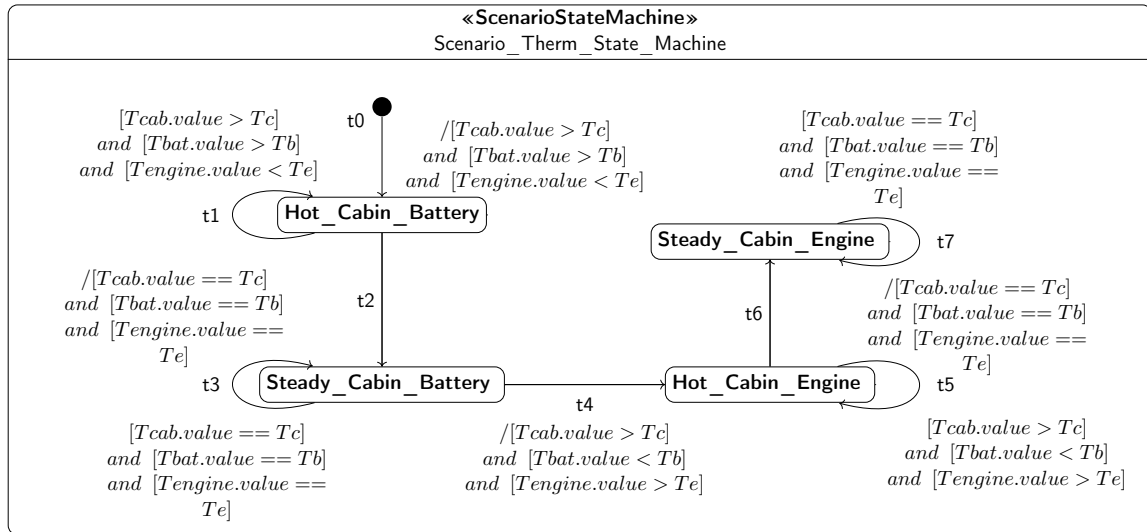 «ScenarioStateMachine»
Scenario_Therm_State_Machine
t0
[Tcab.value > Tc]
and [Tbat.value > Tb]
and [Tengine.value < Te]
/[Tcab.value > Tc]
and [Tbat.value > Tb]
and [Tengine.value < Te]
[Tcab.value == Tc]
and [Tbat.value == Tb]
and [Tengine.value ==
Te]
t1
Hot_Cabin_Battery
Steady_Cabin_Engine
t7
/[Tcab.value == Tc]
and [Tbat.value == Tb]
and [Tengine.value ==
Te]
t2
t6
/[Tcab.value == Tc]
and [Tbat.value == Tb]
and [Tengine.value ==
Te]
t3
Steady_Cabin_Battery
t4
Hot_Cabin_Engine
t5
[Tcab.value == Tc]
and [Tbat.value == Tb]
and [Tengine.value ==
Te]
/[Tcab.value > Tc]
and [Tbat.value < Tb]
and [Tengine.value > Te]
[Tcab.value > Tc]
and [Tbat.value < Tb]
and [Tengine.value > Te]